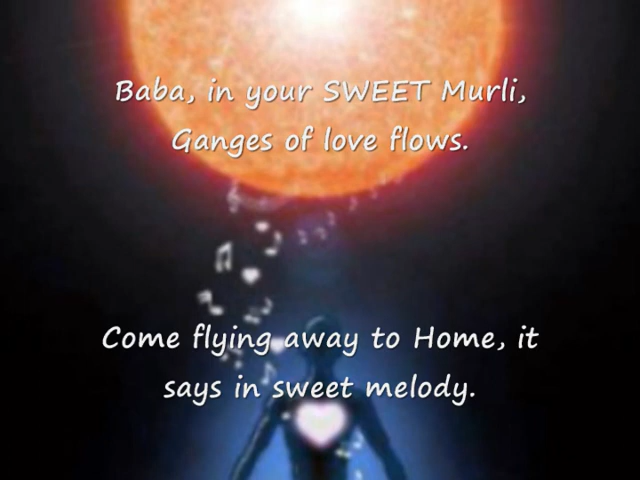 Baba, in your SWEET Murli,
Ganges of love flows.
Come flying away to Home, it
says in sweet melody.